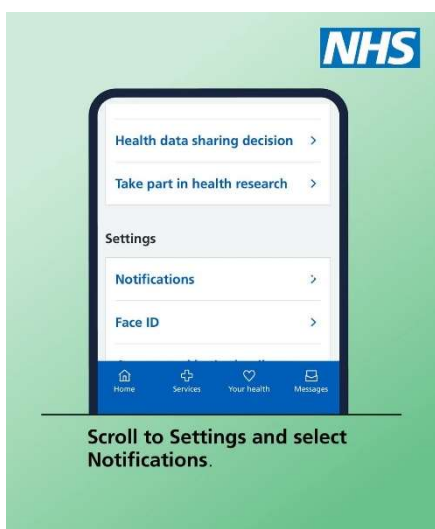 NHS
Health data sharing decision
Take part in health research
Settings
Notifications
Face ID
Home Services Your health Messages
Scroll to Settings and select
Notifications.